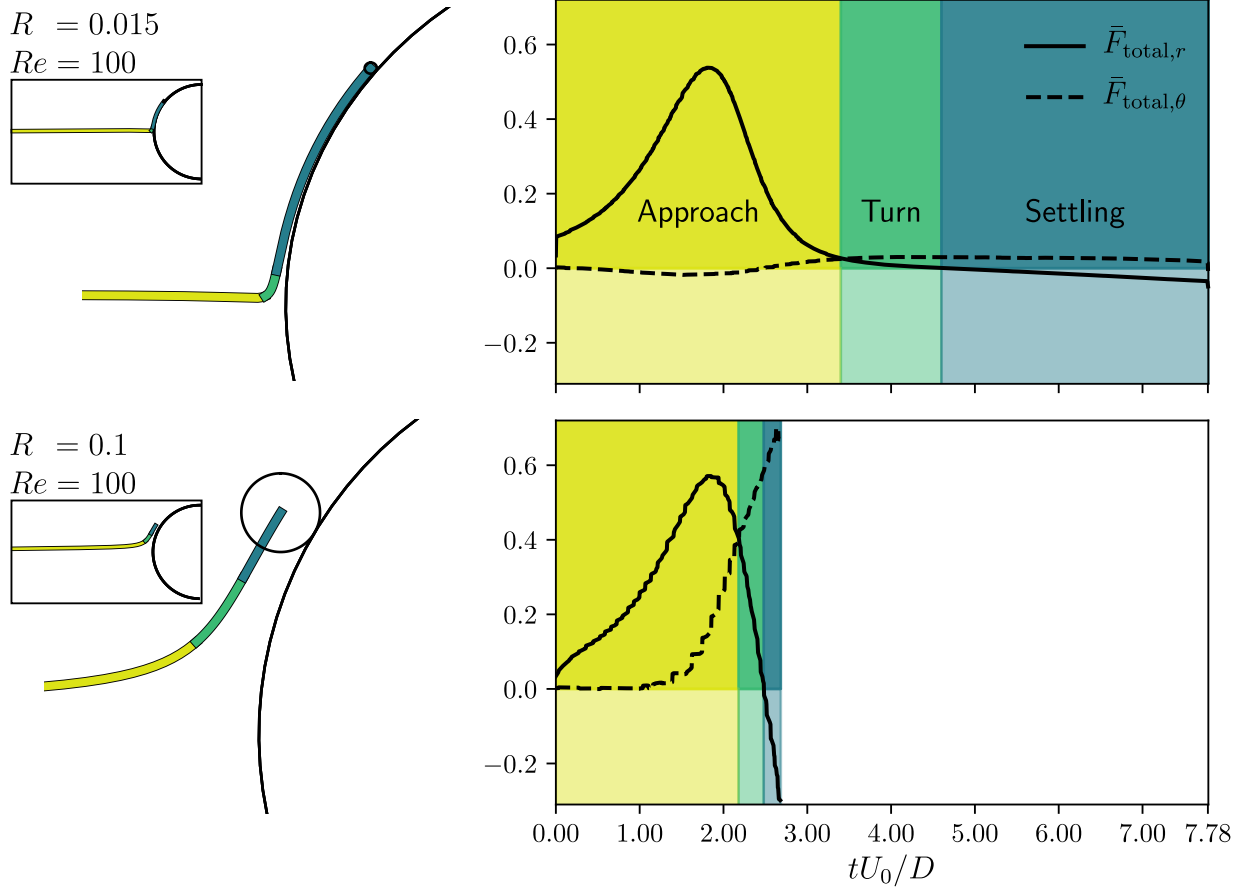 R = 0.015
Re = 100
0.6
0.4
0.2
0.0
−0.2
F̄total,r
F̄total,θ
Approach
Turn
Settling
R = 0.1
Re = 100
0.6
0.4
0.2
0.0
−0.2
0.00 1.00 2.00 3.00 4.00 5.00 6.00 7.00 7.78
tU₀/D